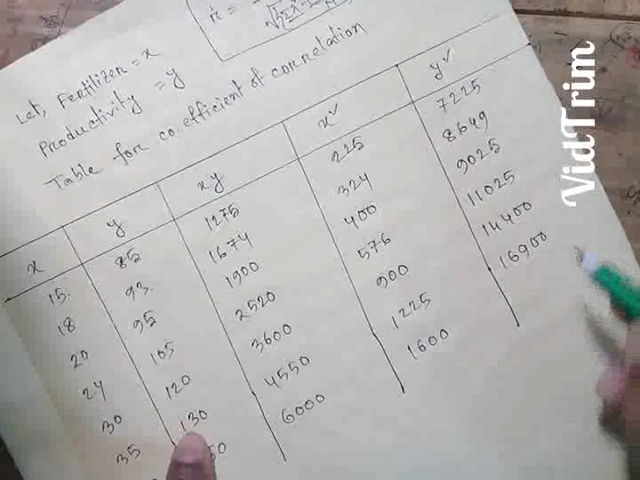 Let, Fertilizer = x
Productivity = y
Table for co.efficient of correlation
x y xy x² y²
15. 85 1275 225 7225
18 93. 1674 324 8649
20 95 1900 400 9025
24 105 2520 576 11025
30 120 3600 900 14400
35 130 4550 1225 16900
6000 1600
VidTrim